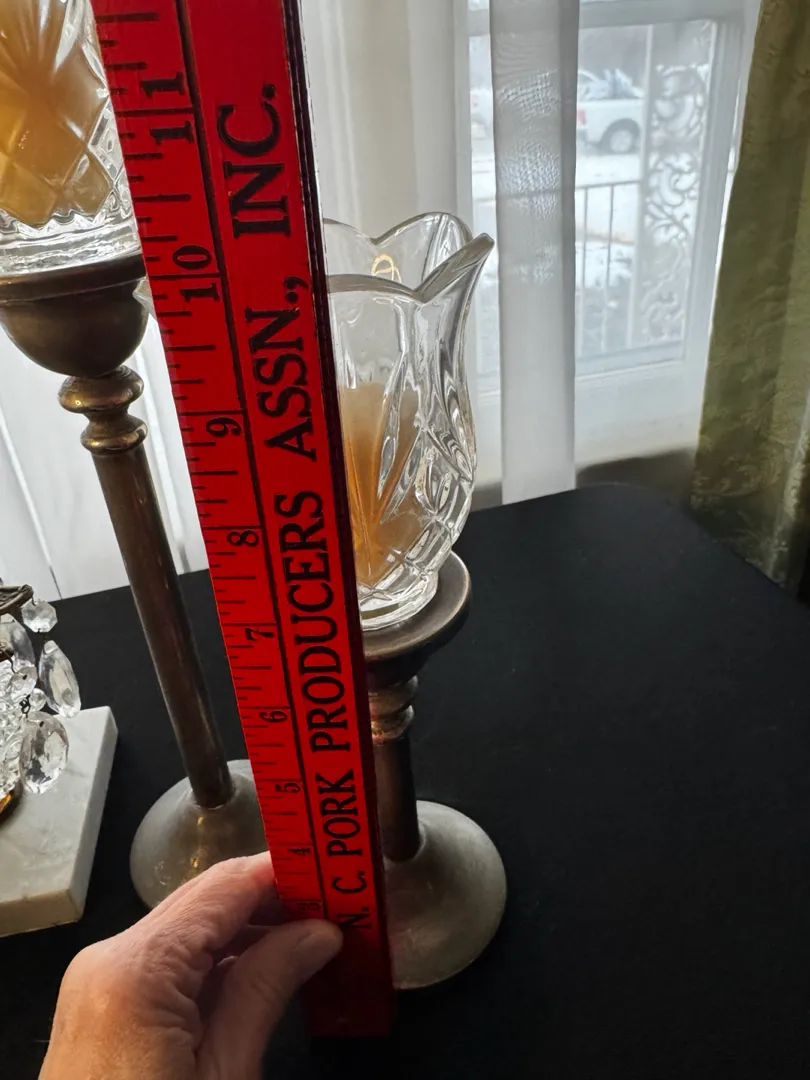 N. C. PORK PRODUCERS ASSN., INC.
3 4 5 6 7 8 9 10 11